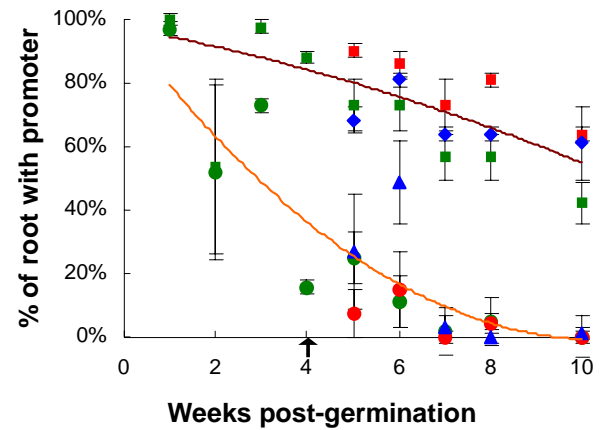 % of root with promoter
100%
80%
60%
40%
20%
0%
0 2 4 6 8 10
Weeks post-germination